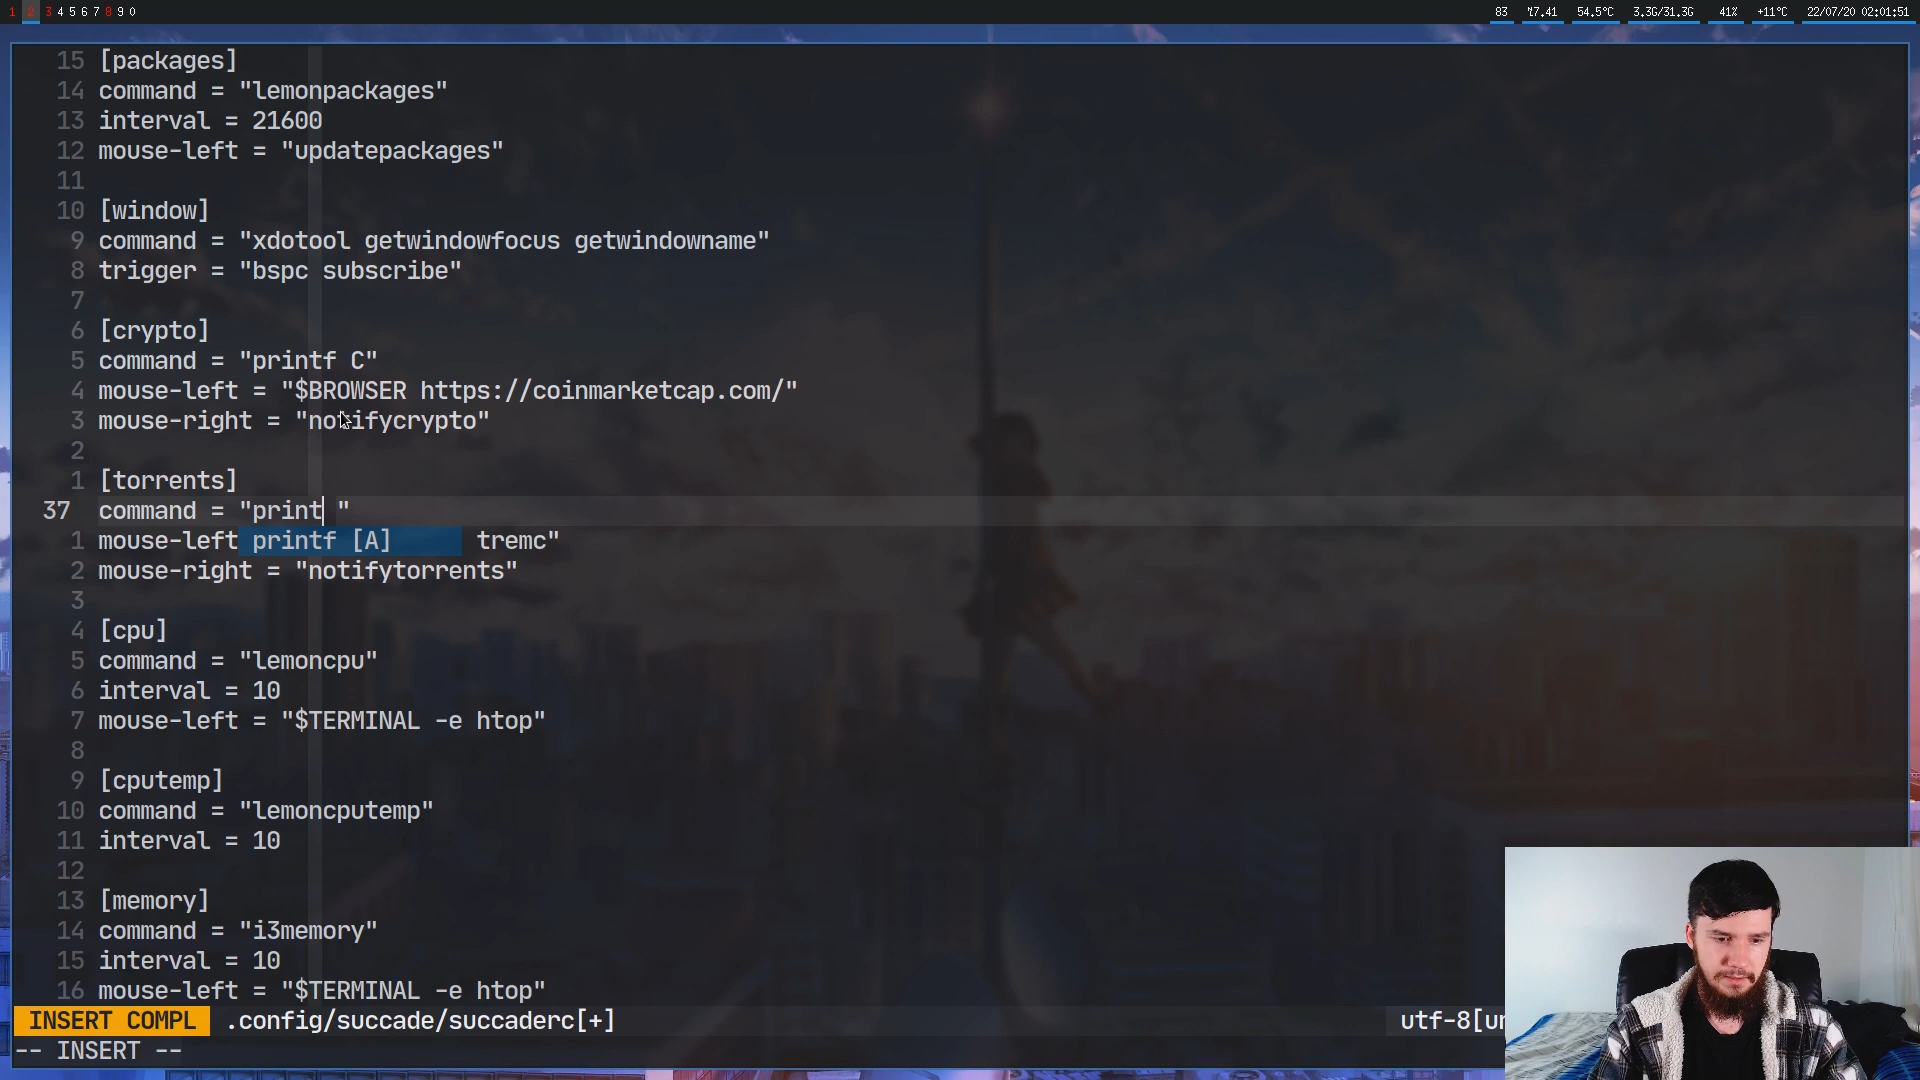 1 2 3 4 5 6 7 8 9 0 83 ٦7.41 54.5°C 3.3G/31.3G 41% +11°C 22/07/20 02:01:51
15 [packages]
14 command = "lemonpackages"
13 interval = 21600
12 mouse-left = "updatepackages"
11
10 [window]
9 command = "xdotool getwindowfocus getwindowname"
8 trigger = "bspc subscribe"
7
6 [crypto]
5 command = "printf C"
4 mouse-left = "$BROWSER https://coinmarketcap.com/"
3 mouse-right = "notifycrypto"
2
1 [torrents]
37 command = "print "
1 mouse-left printf [A] tremc"
2 mouse-right = "notifytorrents"
3
4 [cpu]
5 command = "lemoncpu"
6 interval = 10
7 mouse-left = "$TERMINAL -e htop"
8
9 [cputemp]
10 command = "lemoncputemp"
11 interval = 10
12
13 [memory]
14 command = "i3memory"
15 interval = 10
16 mouse-left = "$TERMINAL -e htop"
INSERT COMPL .config/succade/succaderc[+] utf-8[un
-- INSERT --